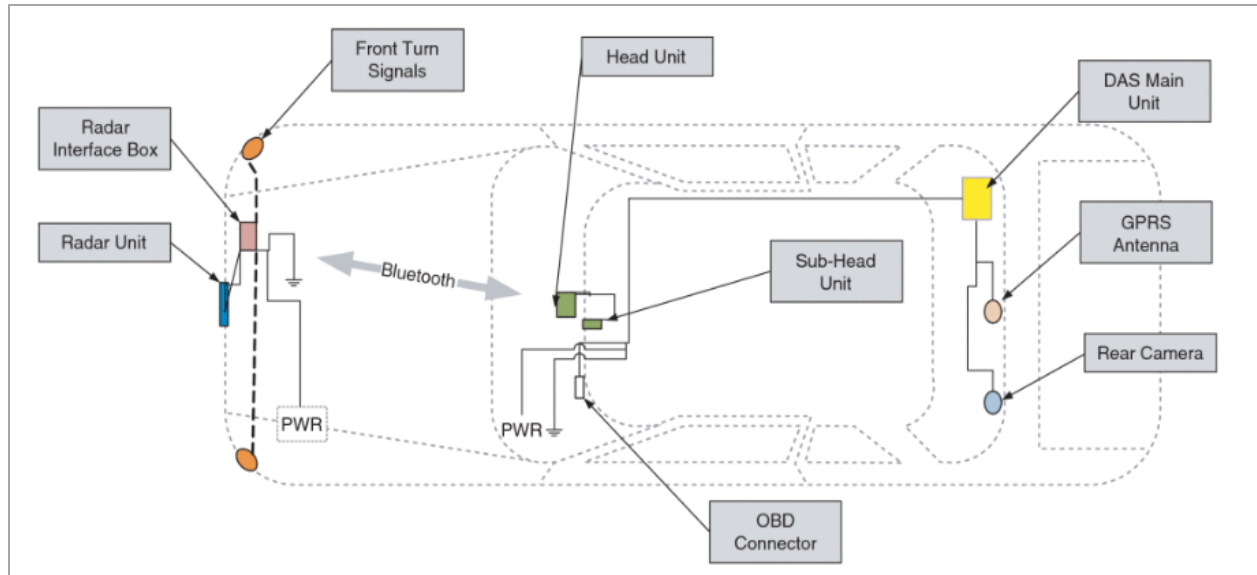 Front Turn
Signals
Head Unit
DAS Main
Unit
Radar
Interface Box
Radar Unit
GPRS
Antenna
Sub-Head
Unit
Bluetooth
Rear Camera
PWR
PWR
OBD
Connector